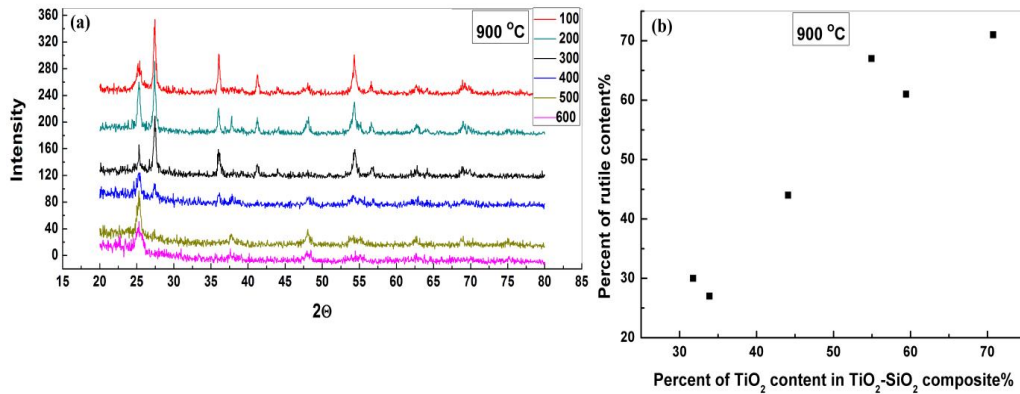 (a)
900 °C
100
200
300
400
500
600
Intensity
360
320
280
240
200
160
120
80
40
0
15 20 25 30 35 40 45 50 55 60 65 70 75 80 85
2Θ
(b)
900 °C
Percent of rutile content%
70
60
50
40
30
20
30 40 50 60 70
Percent of TiO₂ content in TiO₂-SiO₂ composite%